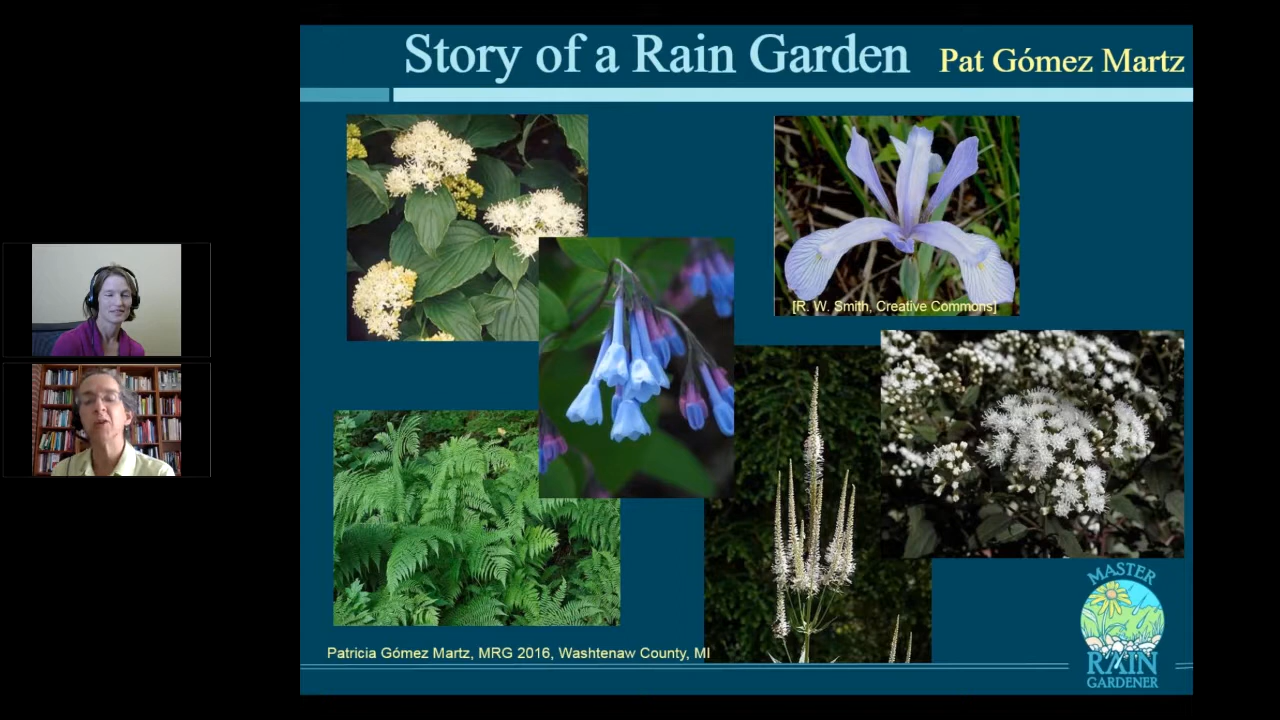 Story of a Rain Garden Pat Gómez Martz
[R. W. Smith, Creative Commons]
Patricia Gómez Martz, MRG 2016, Washtenaw County, MI
MASTER
RAIN
GARDENER